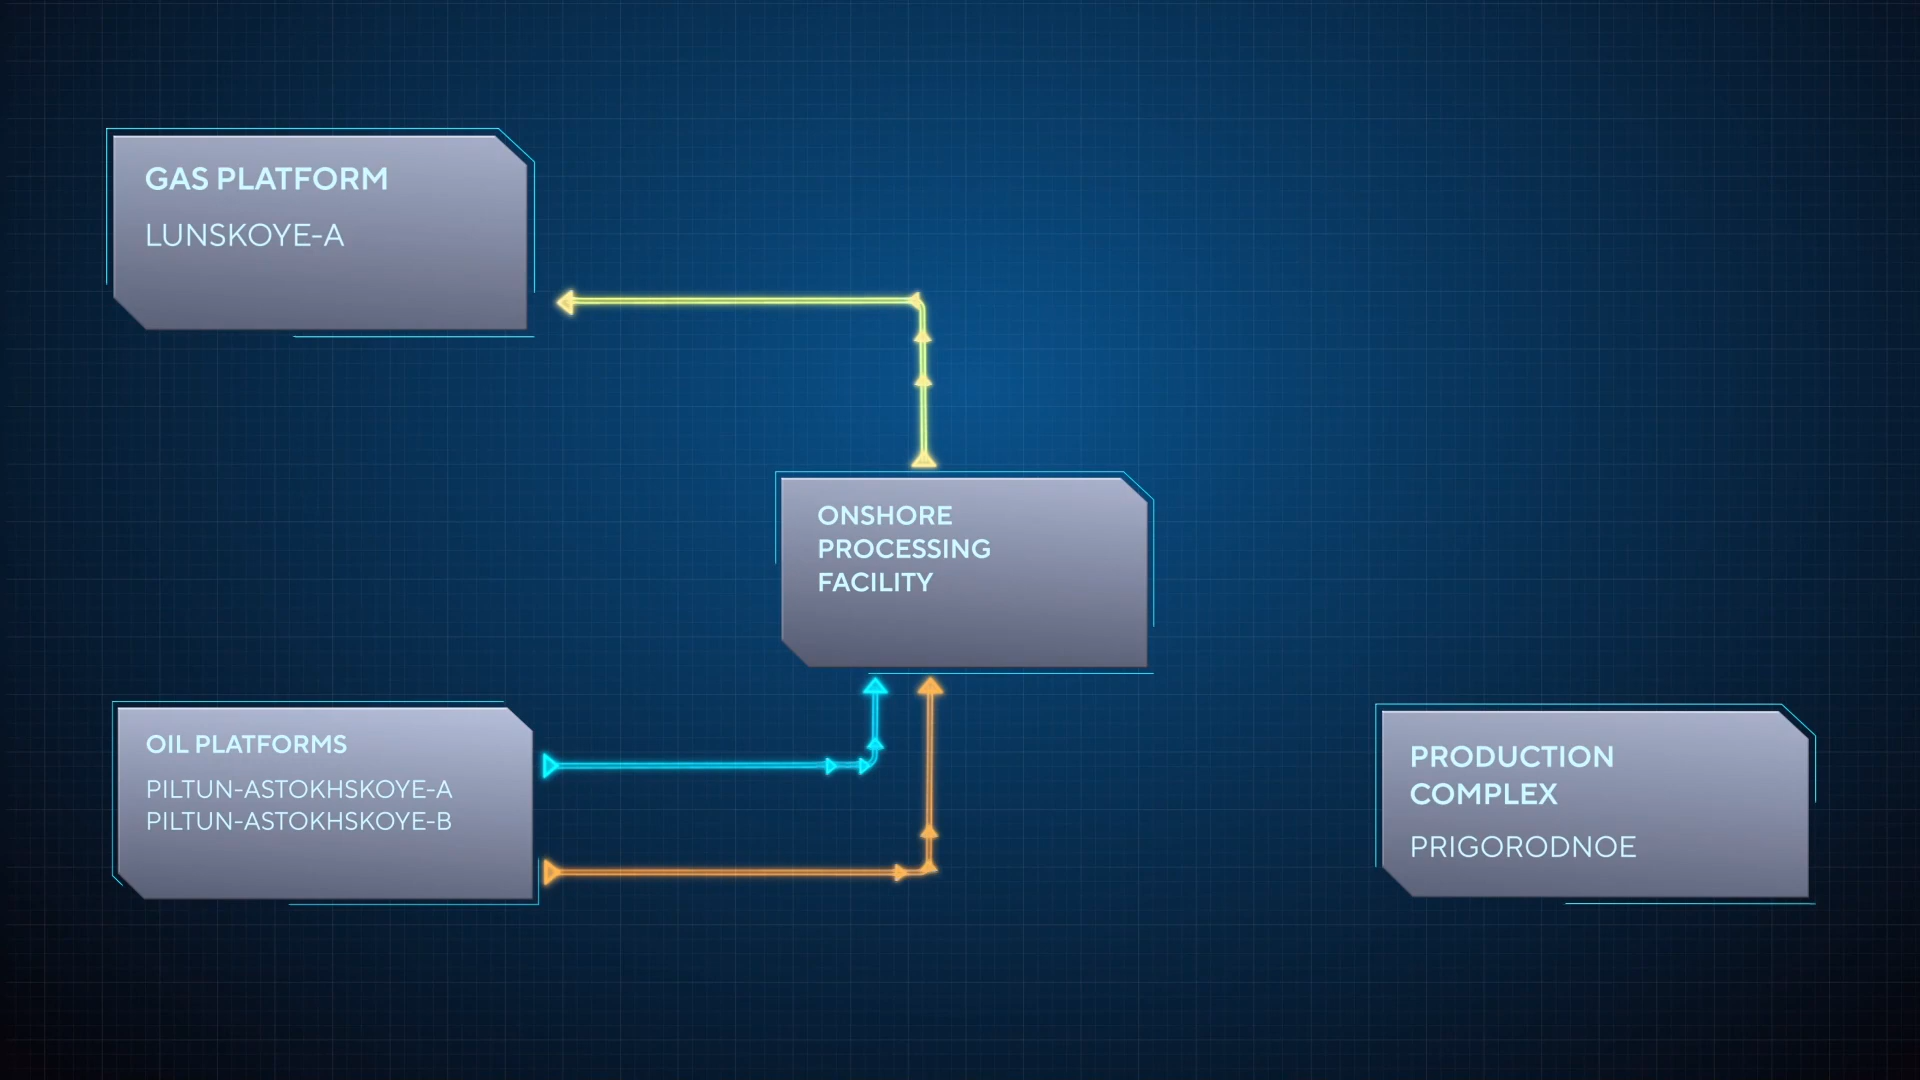 GAS PLATFORM
LUNSKOYE-A
ONSHORE
PROCESSING
FACILITY
OIL PLATFORMS
PILTUN-ASTOKHSKOYE-A
PILTUN-ASTOKHSKOYE-B
PRODUCTION
COMPLEX
PRIGORODNOE